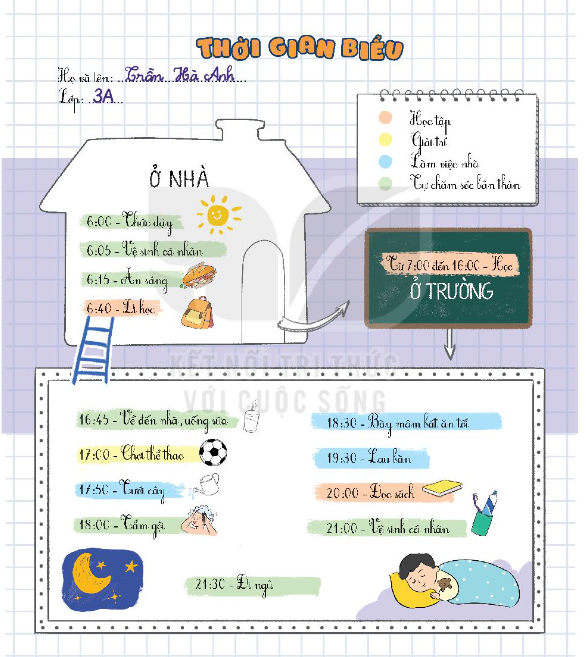 THỜI GIAN BIỂU
Họ và tên: ...Trần...Hà Anh...
Lớp: ..3A...
Học tập
Giải trí
Làm việc nhà
Tự chăm sóc bản thân
Ở NHÀ
6:00 - Thức dậy
6:05 - Vệ sinh cá nhân
6:15 - Ăn sáng
6:40 - Đi học
Từ 7:00 đến 16:00 - Học
Ở TRƯỜNG
KẾT NỐI TRI THỨC
VỚI CUỘC SỐNG
16:45 - Về đến nhà, uống sữa
17:00 - Chơi thể thao
17:30 - Tưới cây
18:00 - Tắm gội
18:30 - Bày mâm bát ăn tối
19:30 - Lau bàn
20:00 - Đọc sách
21:00 - Vệ sinh cá nhân
21:30 - Đi ngủ